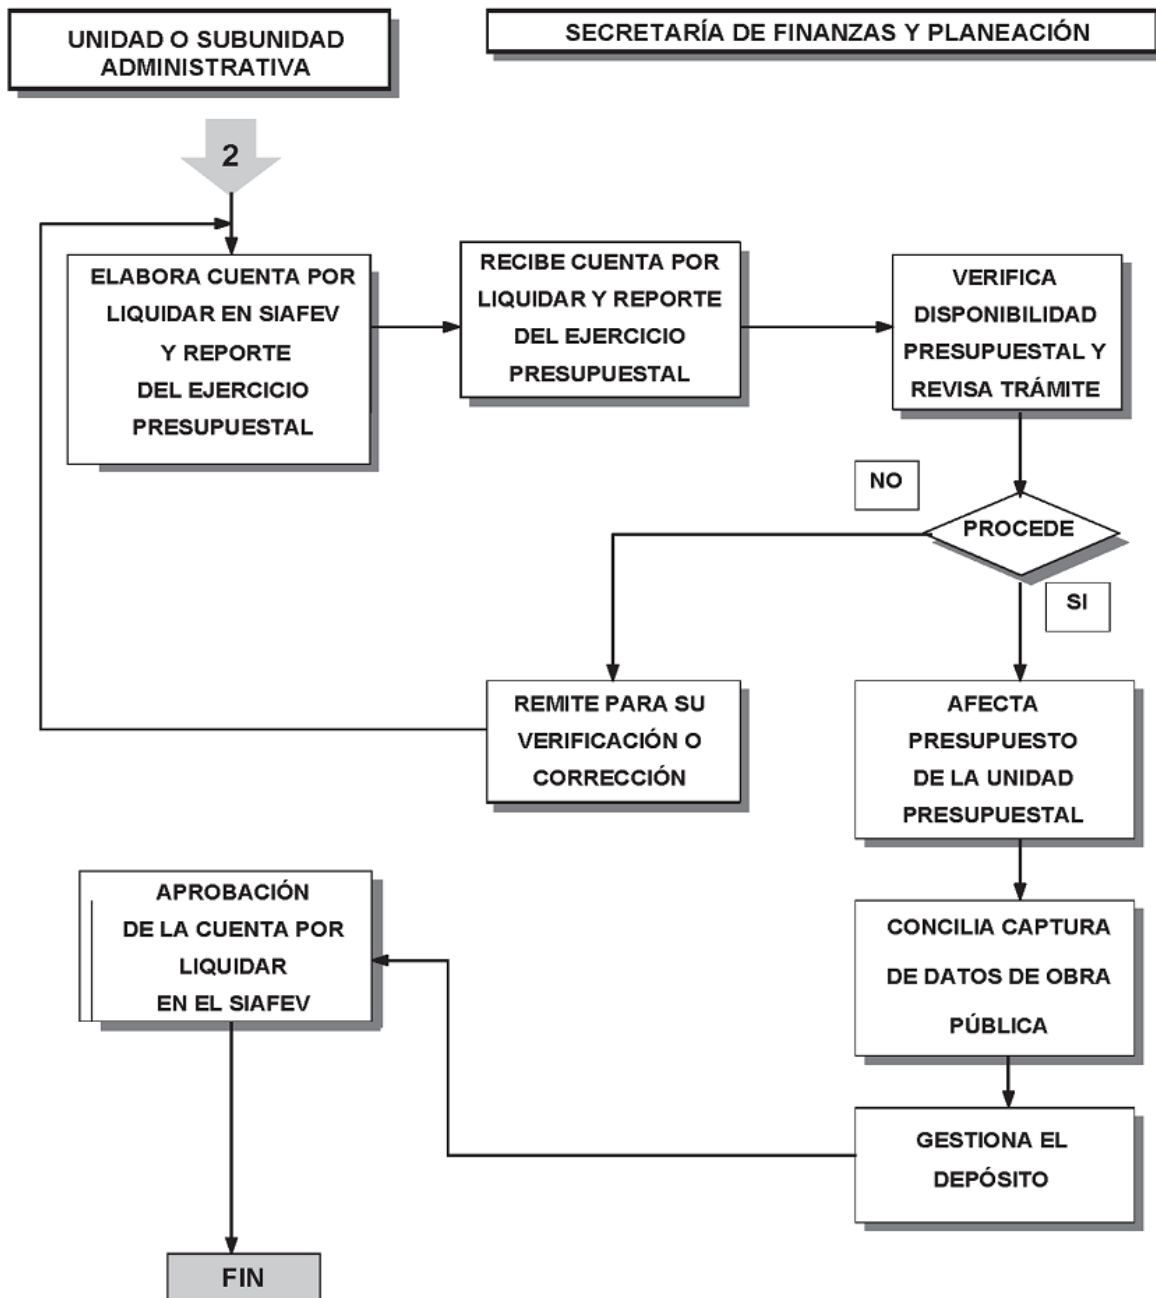 UNIDAD O SUBUNIDAD
ADMINISTRATIVA
SECRETARÍA DE FINANZAS Y PLANEACIÓN
2
ELABORA CUENTA POR
LIQUIDAR EN SIAFEV
Y REPORTE
DEL EJERCICIO
PRESUPUESTAL
RECIBE CUENTA POR
LIQUIDAR Y REPORTE
DEL EJERCICIO
PRESUPUESTAL
VERIFICA
DISPONIBILIDAD
PRESUPUESTAL Y
REVISA TRÁMITE
NO
PROCEDE
SI
REMITE PARA SU
VERIFICACIÓN O
CORRECCIÓN
AFECTA
PRESUPUESTO
DE LA UNIDAD
PRESUPUESTAL
CONCILIA CAPTURA
DE DATOS DE OBRA
PÚBLICA
GESTIONA EL
DEPÓSITO
APROBACIÓN
DE LA CUENTA POR
LIQUIDAR
EN EL SIAFEV
FIN